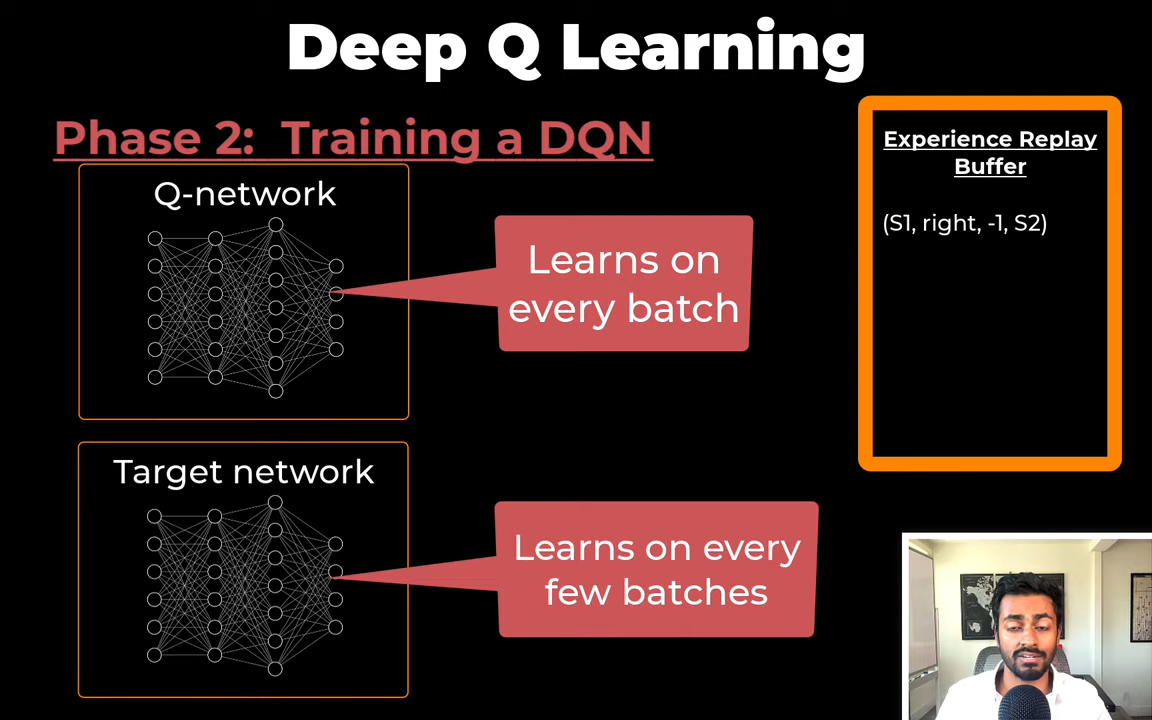 Deep Q Learning
Phase 2: Training a DQN
Q-network
Learns on
every batch
Target network
Learns on every
few batches
Experience Replay
Buffer
(S1, right, -1, S2)